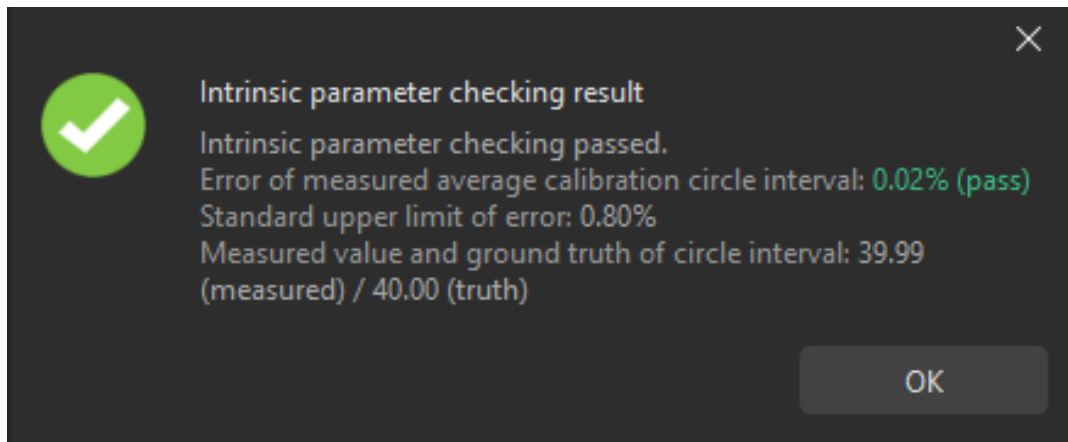 Intrinsic parameter checking result
Intrinsic parameter checking passed.
Error of measured average calibration circle interval: 0.02% (pass)
Standard upper limit of error: 0.80%
Measured value and ground truth of circle interval: 39.99
(measured) / 40.00 (truth)
OK